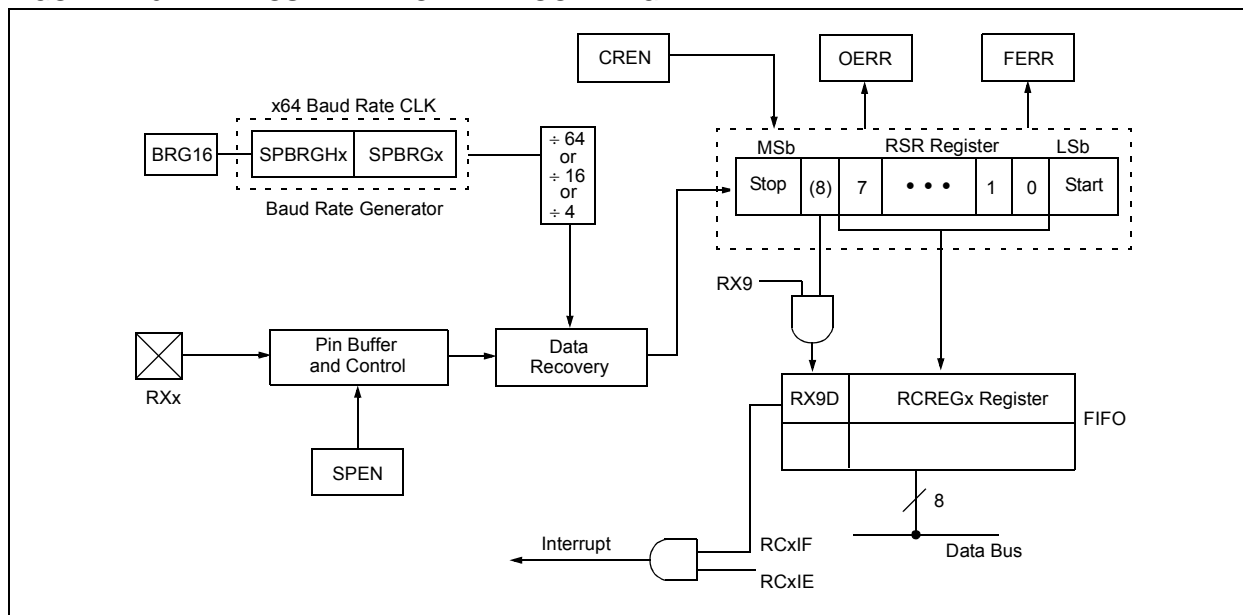 CREN
OERR
FERR
x64 Baud Rate CLK
BRG16
SPBRGHx
SPBRGx
Baud Rate Generator
÷ 64
or
÷ 16
or
÷ 4
MSb
RSR Register
LSb
Stop
(8)
7
• • •
1
0
Start
RX9
RXx
Pin Buffer
and Control
Data
Recovery
SPEN
RX9D
RCREGx Register
FIFO
8
Data Bus
Interrupt
RCxIF
RCxIE